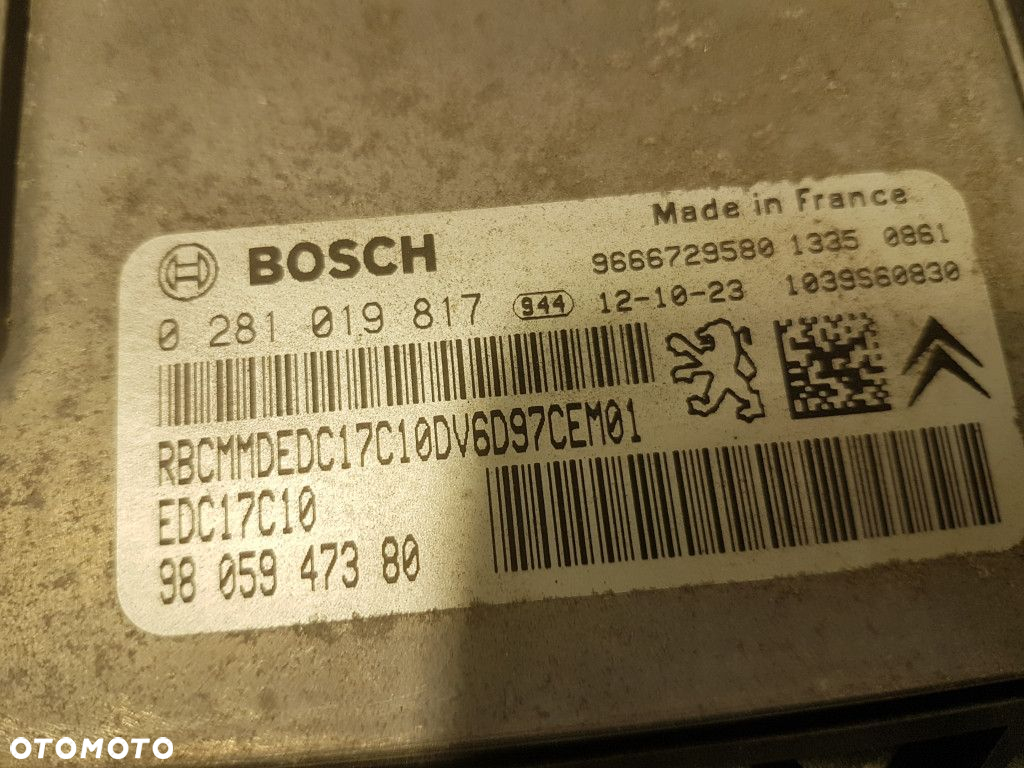 Made in France
BOSCH
9666729580 1335 0861
0 281 019 817 944 12-10-23 1039S60830
RBCMMDEDC17C10DV6D97CEM01
EDC17C10
98 059 473 80
OTOMOTO